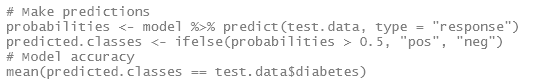 # Make predictions
probabilities <- model %>% predict(test.data, type = "response")
predicted.classes <- ifelse(probabilities > 0.5, "pos", "neg")
# Model accuracy
mean(predicted.classes == test.data$diabetes)